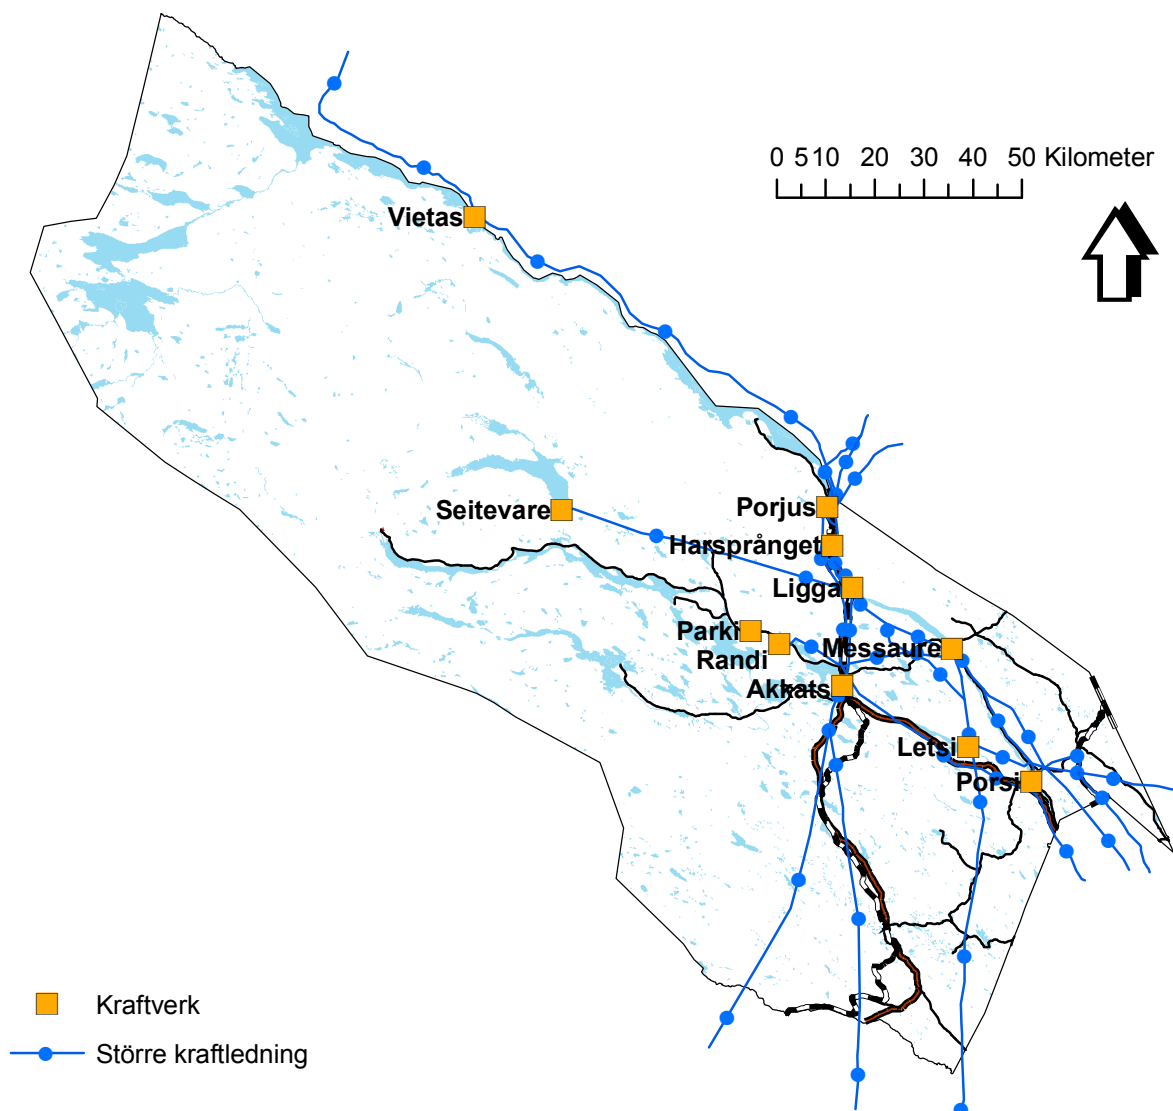 0 5 10 20 30 40 50 Kilometer
Vietas
Seitevare
Porjus
Harsprånget
Ligga
Parki
Randi
Messaure
Akkats
Letsi
Porsi
Kraftverk
Större kraftledning